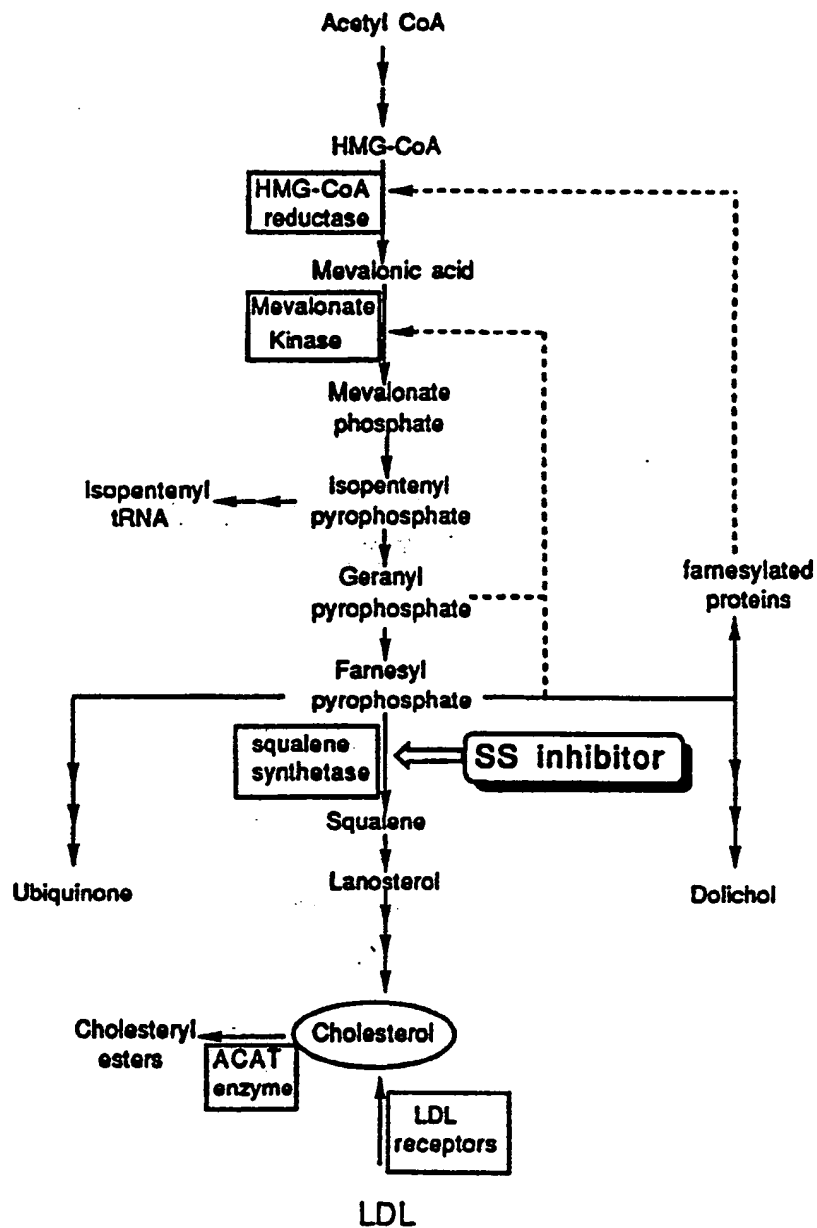 Acetyl CoA
HMG-CoA
HMG-CoA
reductase
Mevalonic acid
Mevalonate
Kinase
Mevalonate
phosphate
Isopentenyl
tRNA
Isopentenyl
pyrophosphate
Geranyl
pyrophosphate
farnesylated
proteins
Farnesyl
pyrophosphate
squalene
synthetase
SS inhibitor
Squalene
Lanosterol
Ubiquinone
Dolichol
Cholesteryl
esters
ACAT
enzyme
Cholesterol
LDL
receptors
LDL